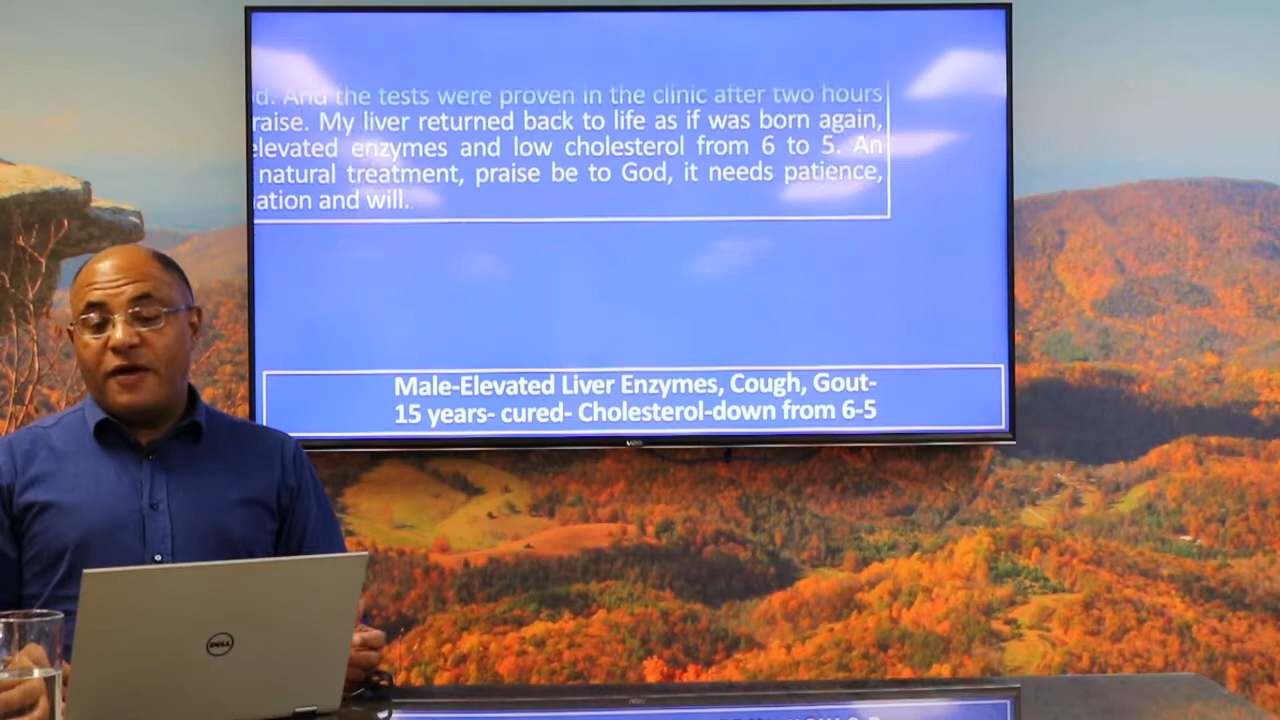 d. And the tests were proven in the clinic after two hours
raise. My liver returned back to life as if was born again,
elevated enzymes and low cholesterol from 6 to 5. An
natural treatment, praise be to God, it needs patience,
ation and will.
Male-Elevated Liver Enzymes, Cough, Gout-
15 years- cured- Cholesterol-down from 6-5
DELL